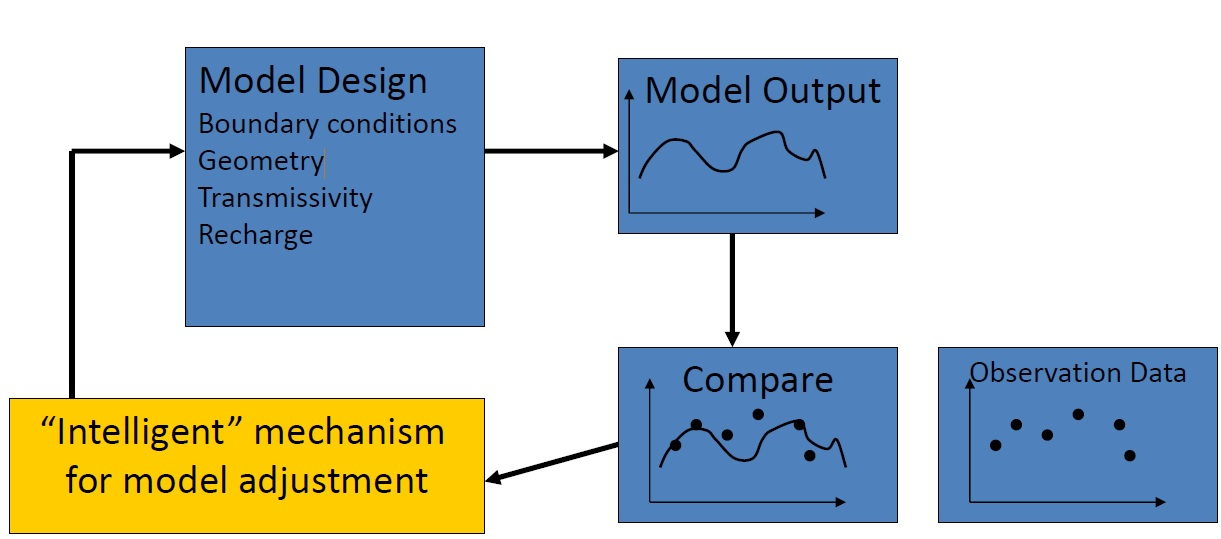 Model Design
Boundary conditions
Geometry
Transmissivity
Recharge
Model Output
Compare
Observation Data
“Intelligent” mechanism
for model adjustment